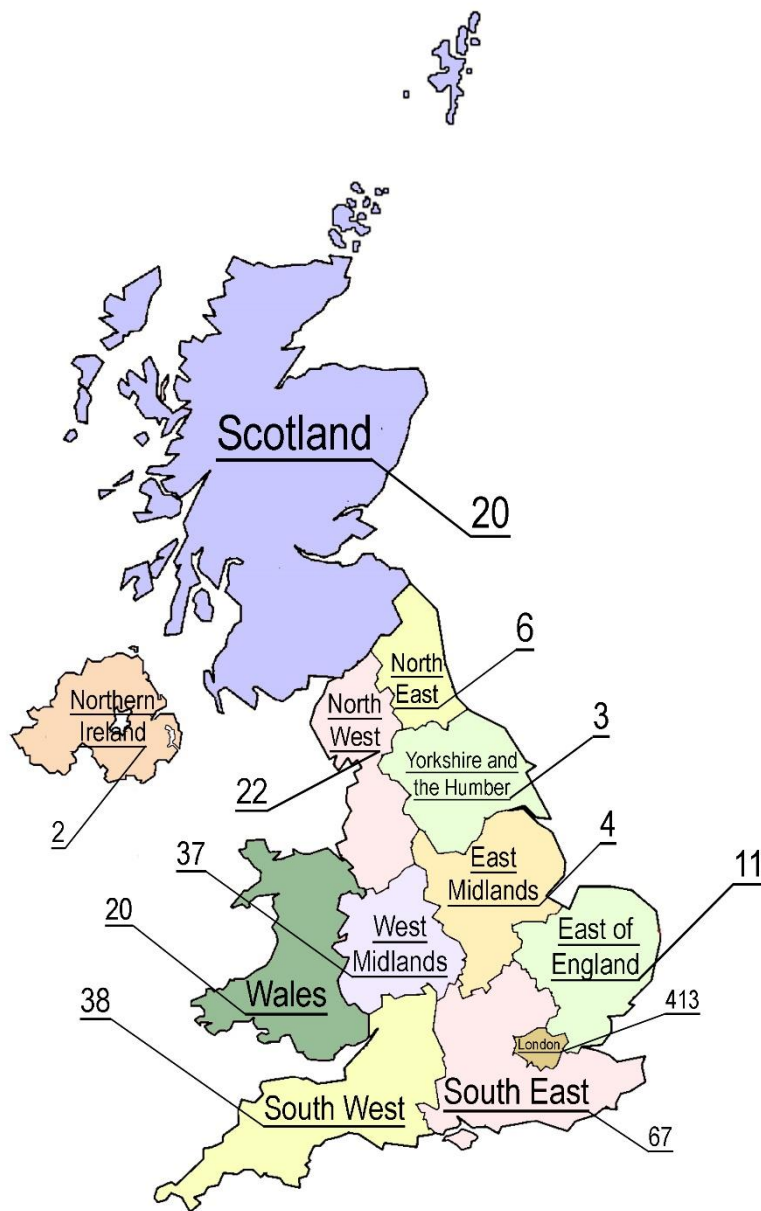 Scotland
20
6
North
East
Northern
Ireland
North
West
3
Yorkshire and
the Humber
22
2
4
37
East
Midlands
11
20
West
Midlands
East of
England
Wales
38
413
London
South East
South West
67